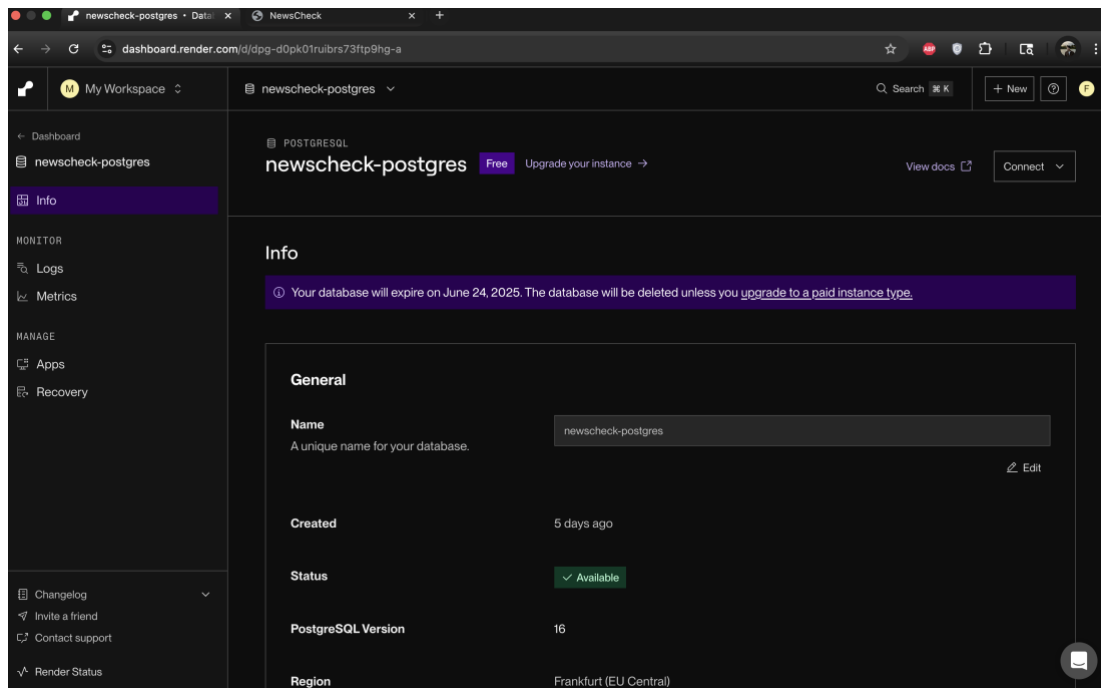 newscheck-postgres • Data
NewsCheck
dashboard.render.com/d/dpg-d0pk01ruibrs73ftp9hg-a
ABP
M My Workspace
newscheck-postgres
Search ⌘ K
+ New
F
← Dashboard
newscheck-postgres
Info
MONITOR
Logs
Metrics
MANAGE
Apps
Recovery
Changelog
Invite a friend
Contact support
Render Status
POSTGRESQL
newscheck-postgres Free Upgrade your instance →
View docs
Connect
Info
Your database will expire on June 24, 2025. The database will be deleted unless you upgrade to a paid instance type.
General
Name
A unique name for your database.
newscheck-postgres
Edit
Created 5 days ago
Status Available
PostgreSQL Version 16
Region Frankfurt (EU Central)